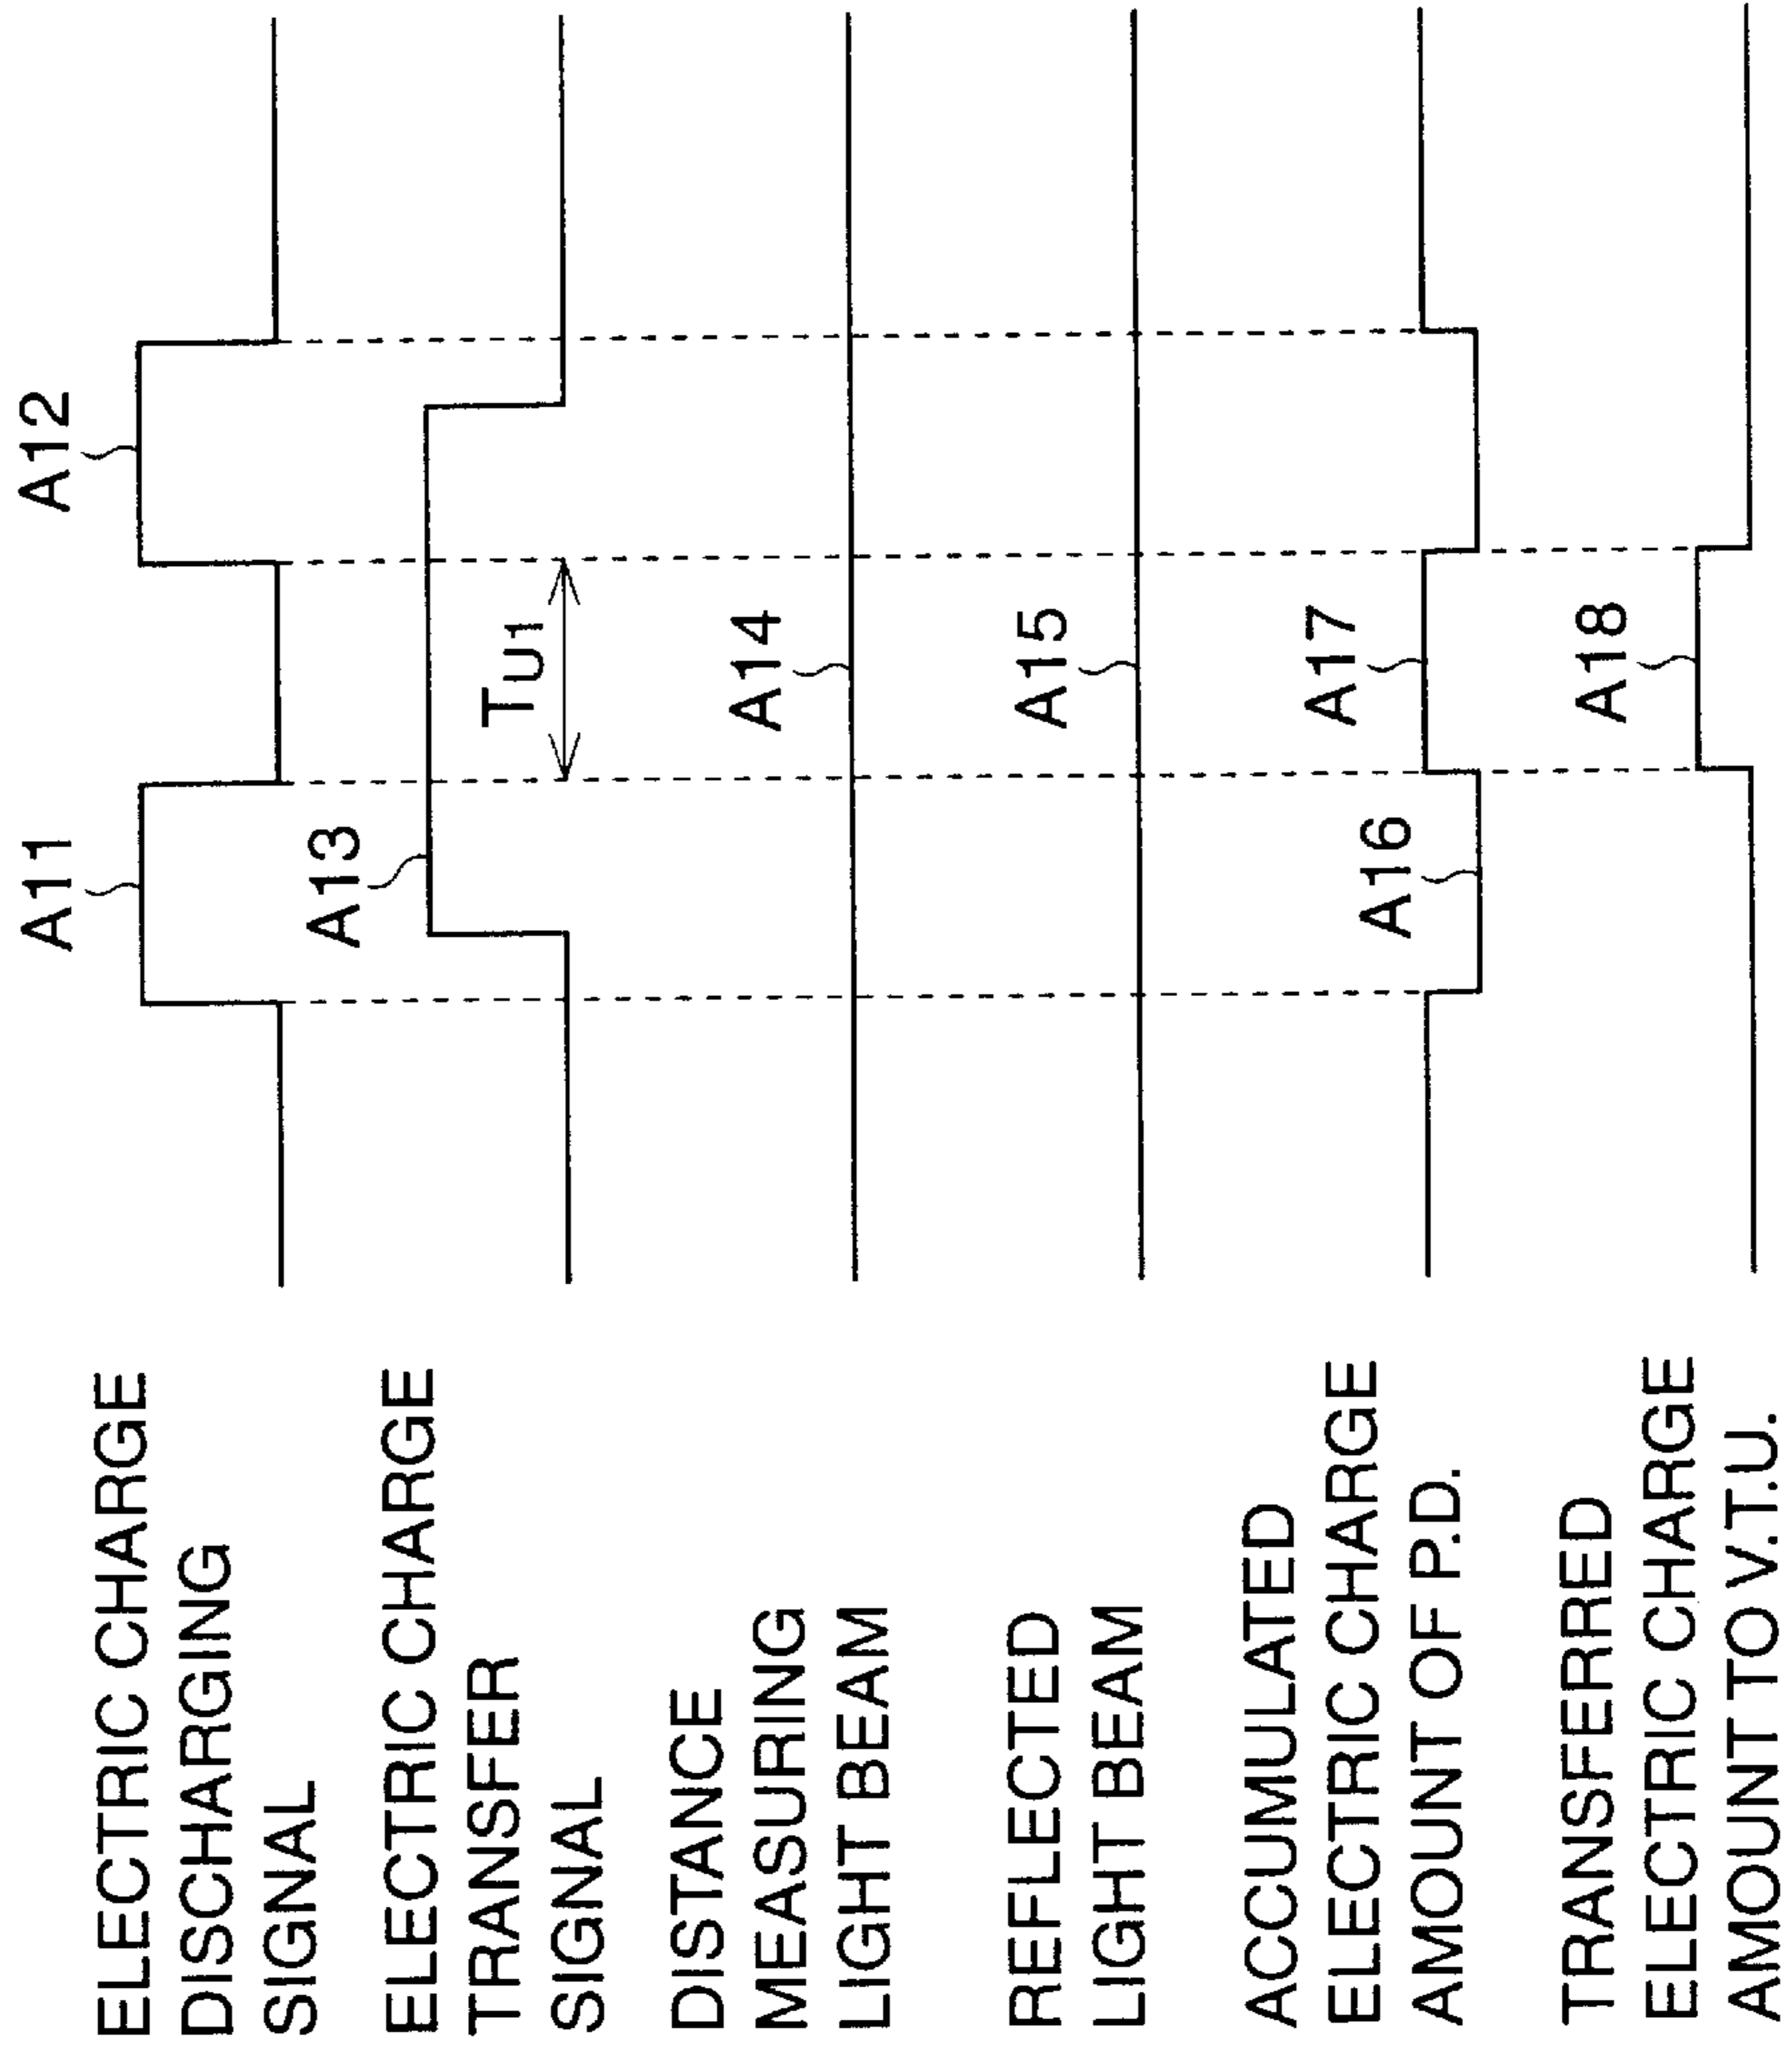 ELECTRIC CHARGE
DISCHARGING
SIGNAL
A11
A12
ELECTRIC CHARGE
TRANSFER
SIGNAL
A13
TU1
DISTANCE
MEASURING
LIGHT BEAM
A14
REFLECTED
LIGHT BEAM
A15
ACCUMULATED
ELECTRIC CHARGE
AMOUNT OF P.D.
A16
A17
TRANSFERRED
ELECTRIC CHARGE
AMOUNT TO V.T.U.
A18